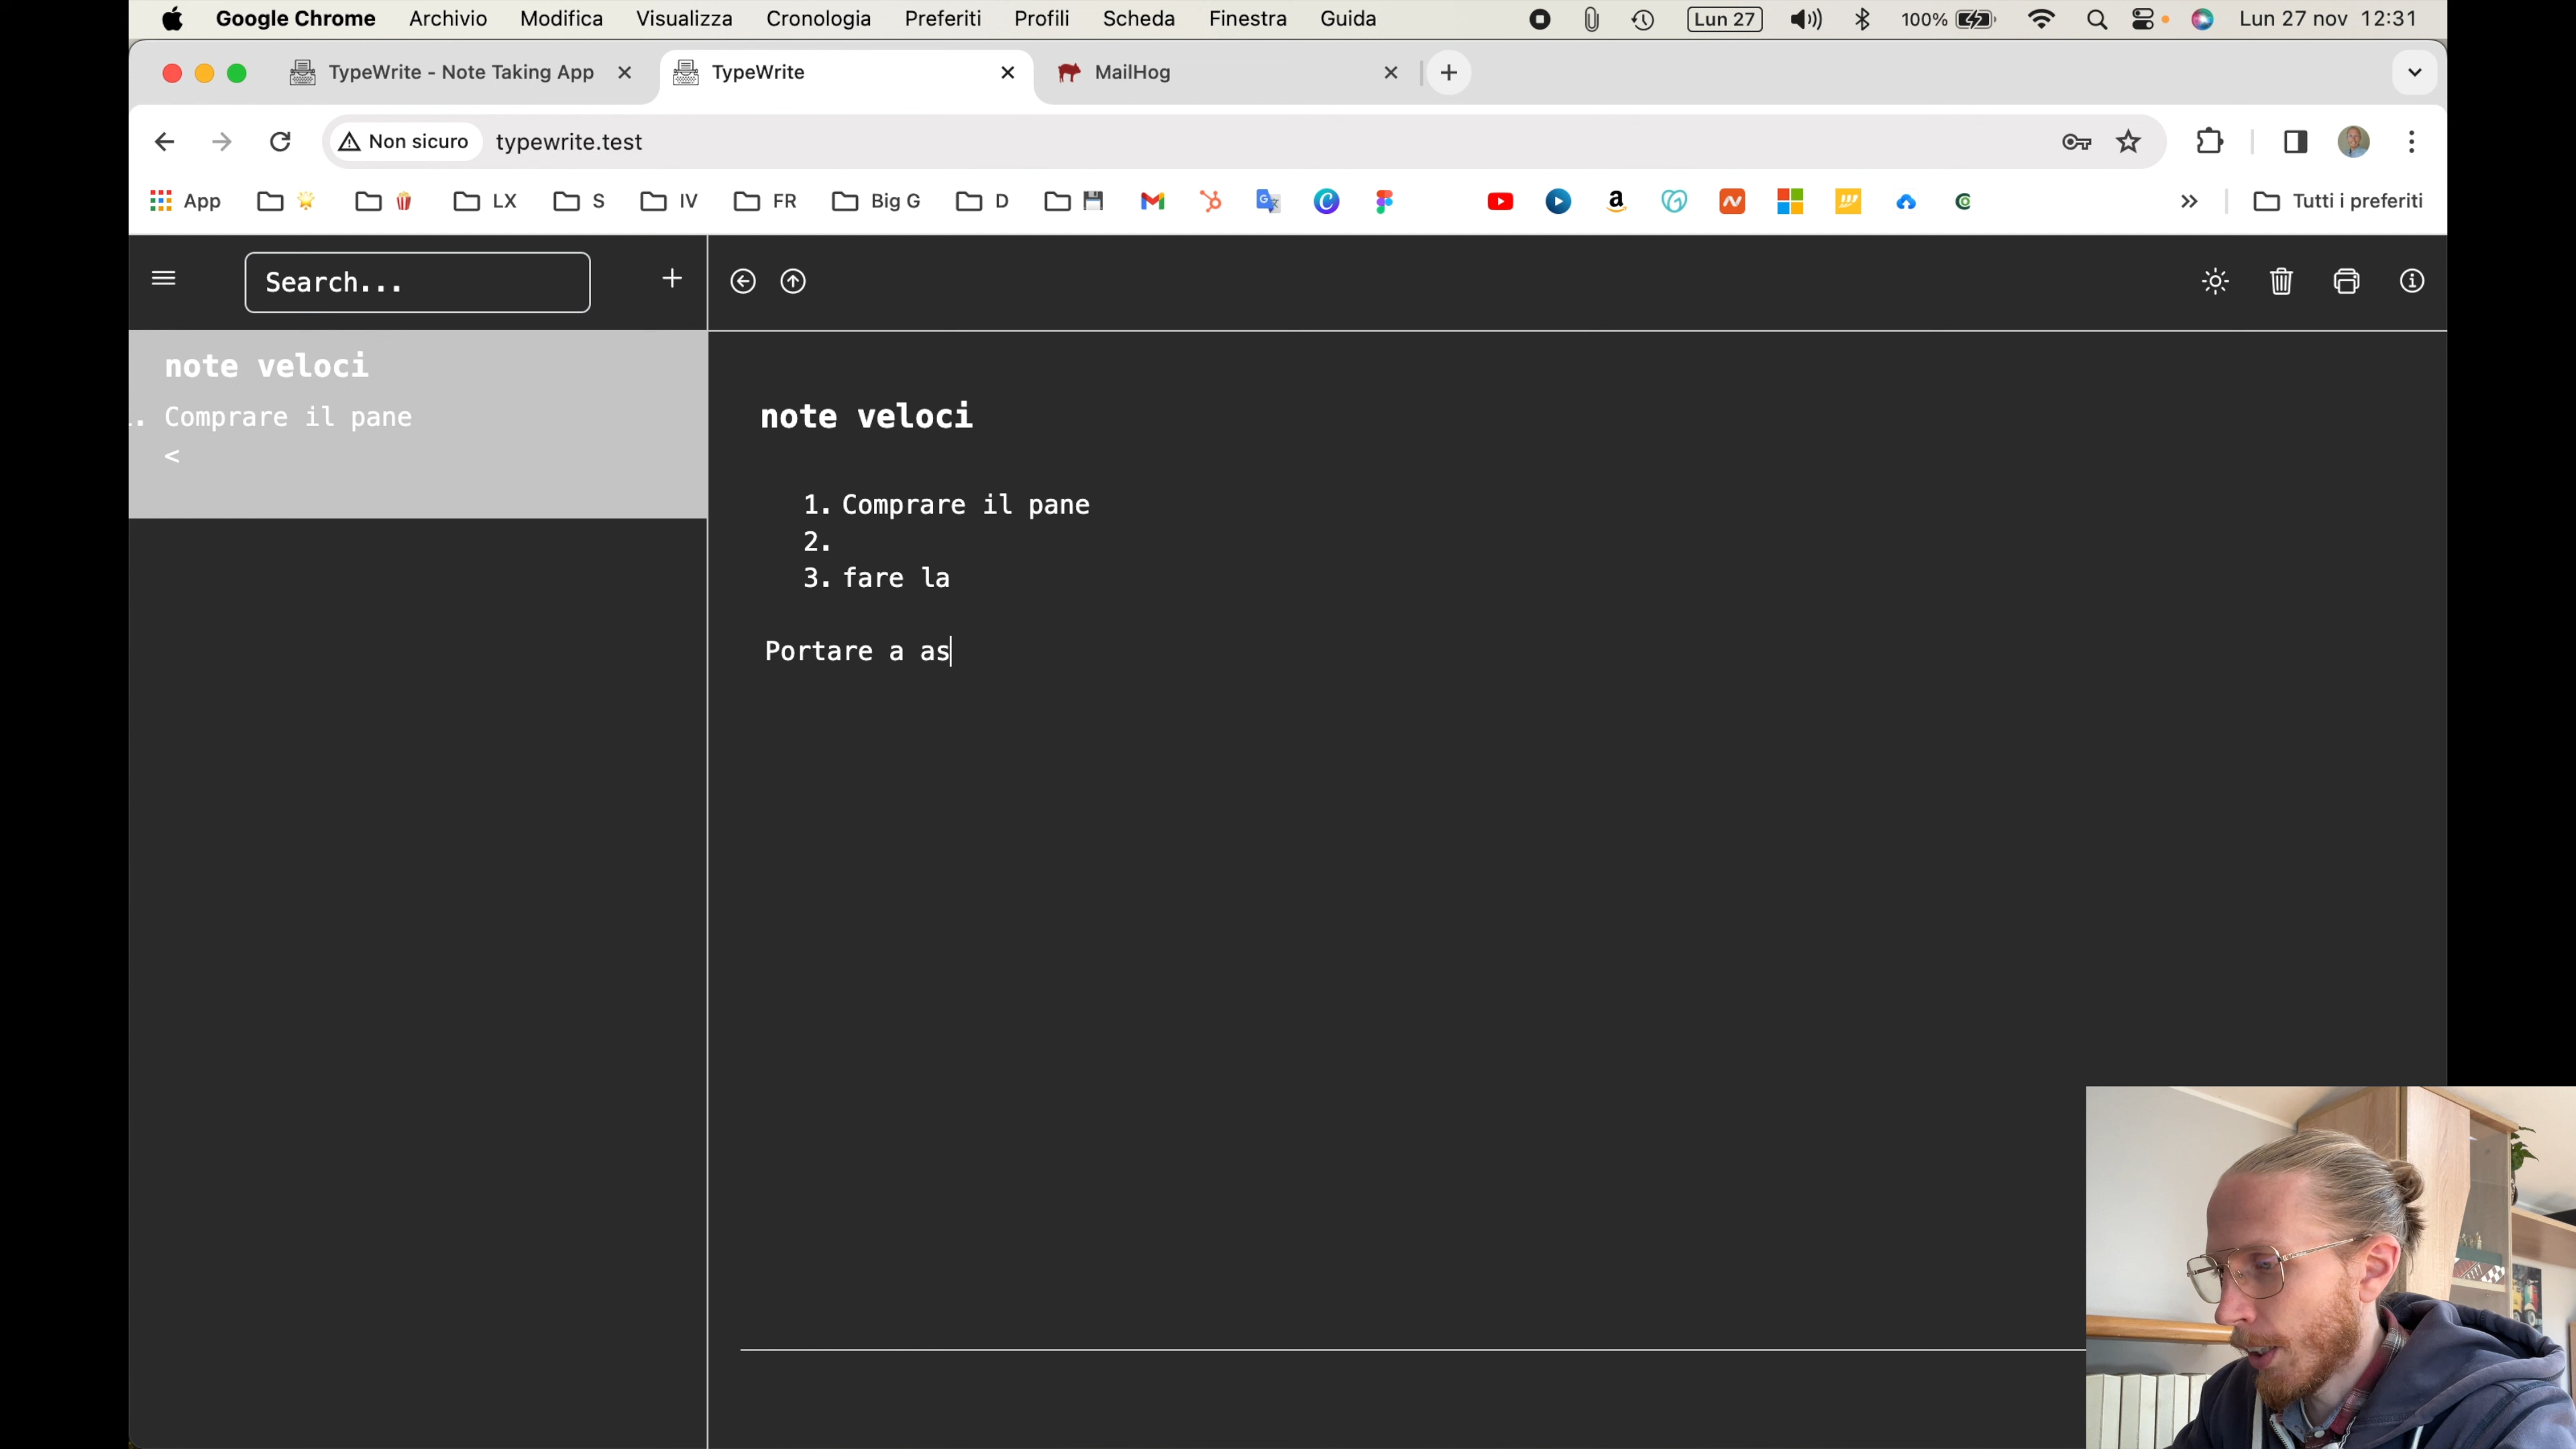 Google Chrome Archivio Modifica Visualizza Cronologia Preferiti Profili Scheda Finestra Guida Lun 27 100% Lun 27 nov 12:31
TypeWrite - Note Taking App TypeWrite MailHog
Non sicuro typewrite.test
App LX S IV FR Big G D Tutti i preferiti
Search...
note veloci
Comprare il pane
<
note veloci
1. Comprare il pane
2.
3. fare la
Portare a as